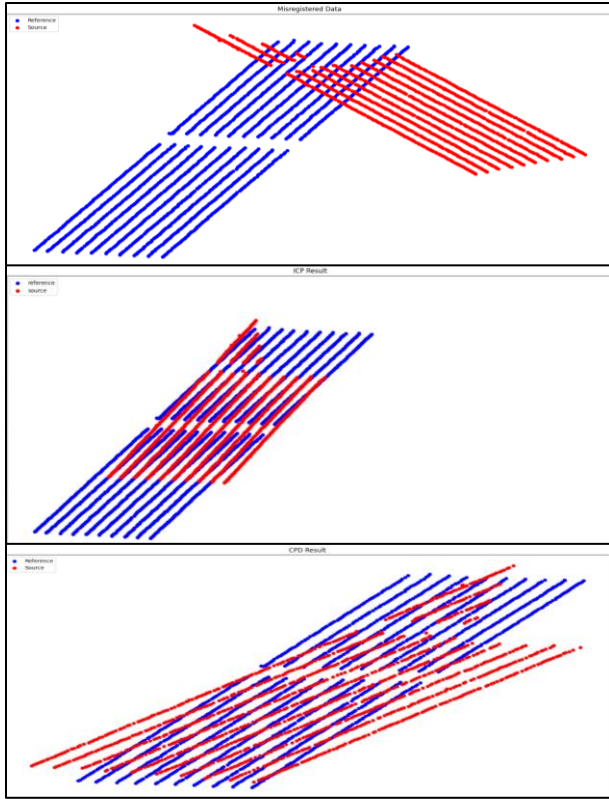 Misregistered Data
Reference
Source
ICP Result
reference
source
CPD Result
Reference
Source